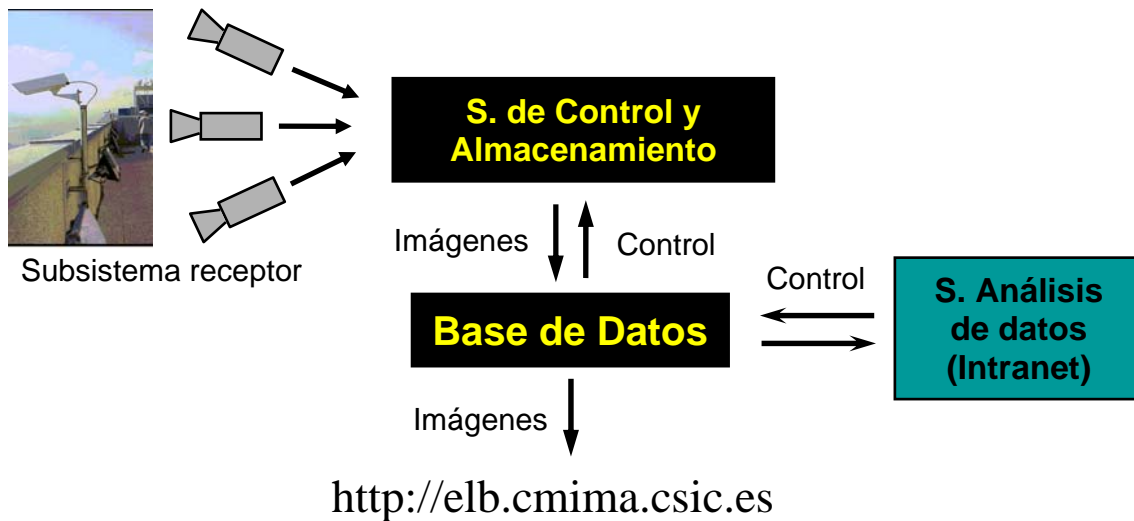 S. de Control y
Almacenamiento
Imágenes
Control
Subsistema receptor
Control
Base de Datos
S. Análisis
de datos
(Intranet)
Imágenes
http://elb.cmima.csic.es